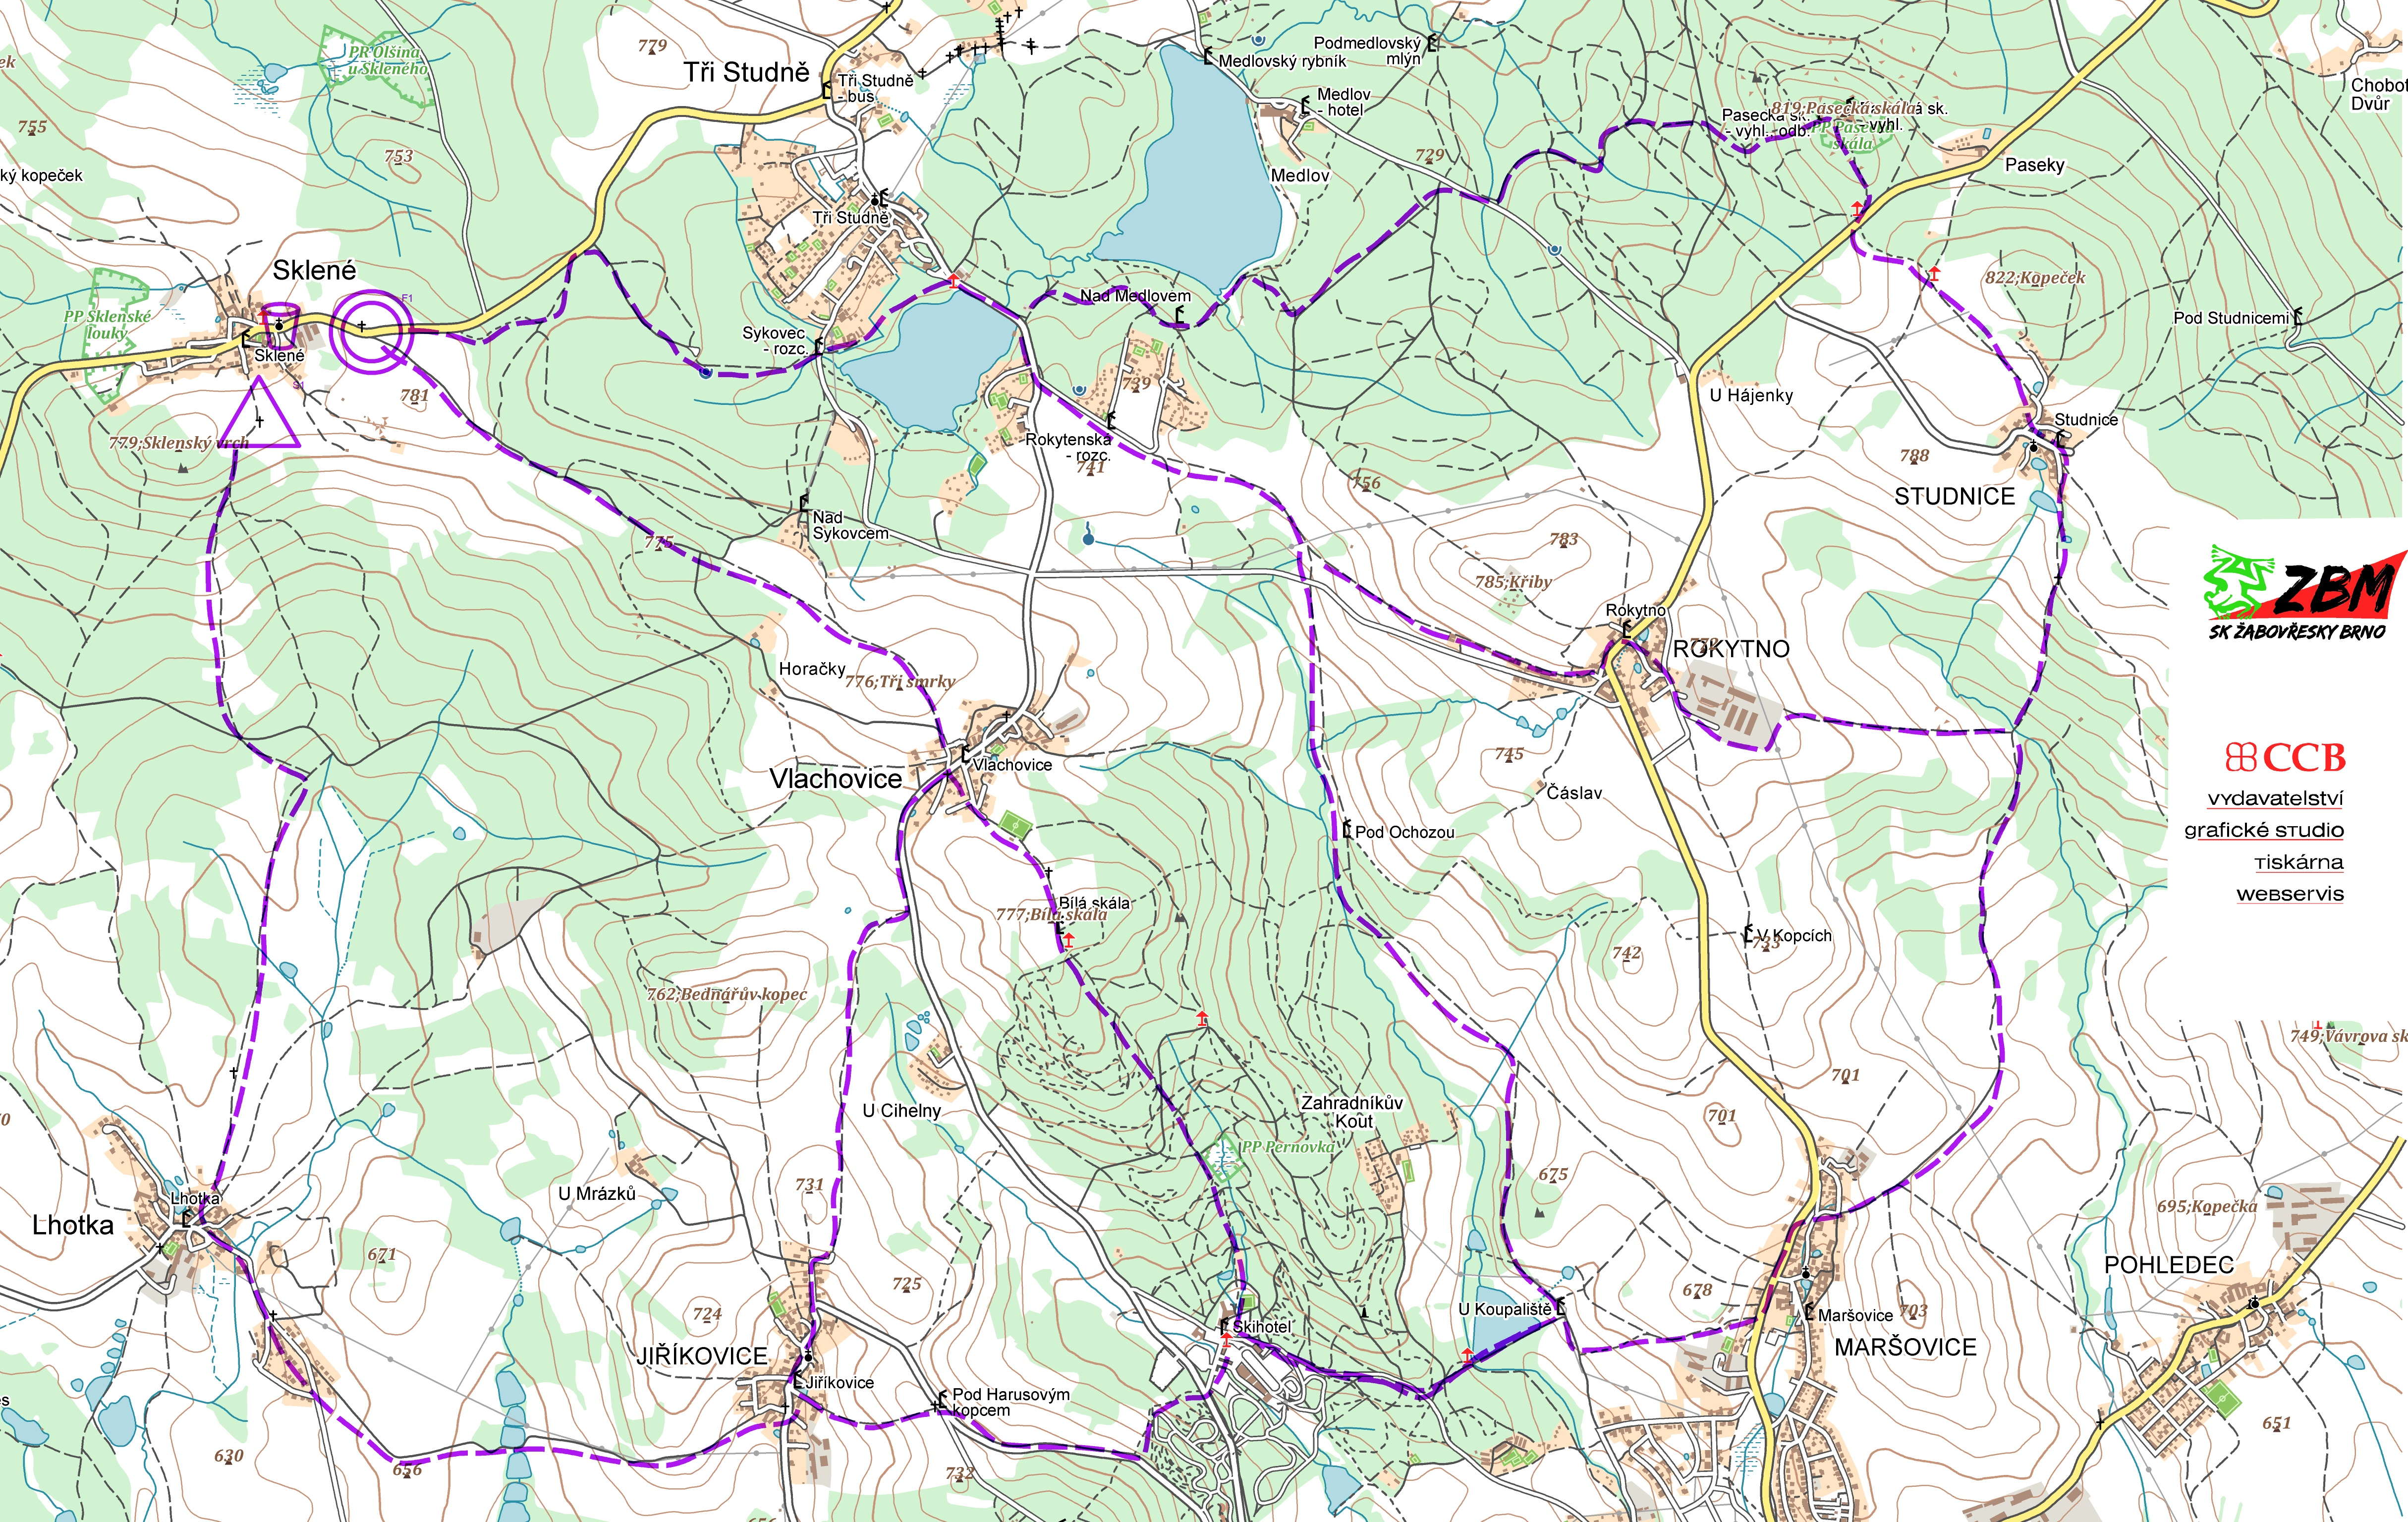 PR Olšina
u Skleného
779
755
753
ký kopeček
Tři Studně
Tři Studně
- bus
Tři Studně
Medlovský rybník
Podmedlovský
mlýn
Medlov
- hotel
Medlov
729
Pasecká sk.
- vyhl. odb.
819;Pasecká skála
á sk.
- vyhl.
PP Pasecká
skála
Paseky
Chobot
Dvůr
822;Kopeček
Pod Studnicemi
Sklené
F1
PP Sklenské
louky
Sklené
S1
781
779;Sklenský vrch
Sykovec
- rozc.
Nad Medlovem
739
Rokytenská
- rozc.
741
U Hájenky
Studnice
788
STUDNICE
756
Nad
Sykovcem
775
783
785;Křiby
ZBM
SK ŽABOVŘESKY BRNO
Rokytno
ROKYTNO
Horačky
776;Tři smrky
Vlachovice
Vlachovice
745
Čáslav
CCB
vydavatelství
grafické studio
tiskárna
webservis
Pod Ochozou
Bílá skála
777;Bílá skála
V Kopcích
733
742
762;Bednářův kopec
749;Vávrova sk
701
701
U Cihelny
Zahradníkův
Kout
PP Pernovka
675
731
U Mrázků
Lhotka
Lhotka
671
695;Kopečka
POHLEDEC
725
724
678
U Koupaliště
Maršovice
703
MARŠOVICE
Skihotel
JIŘÍKOVICE
Jiříkovice
Pod Harusovým
kopcem
630
656
732
651